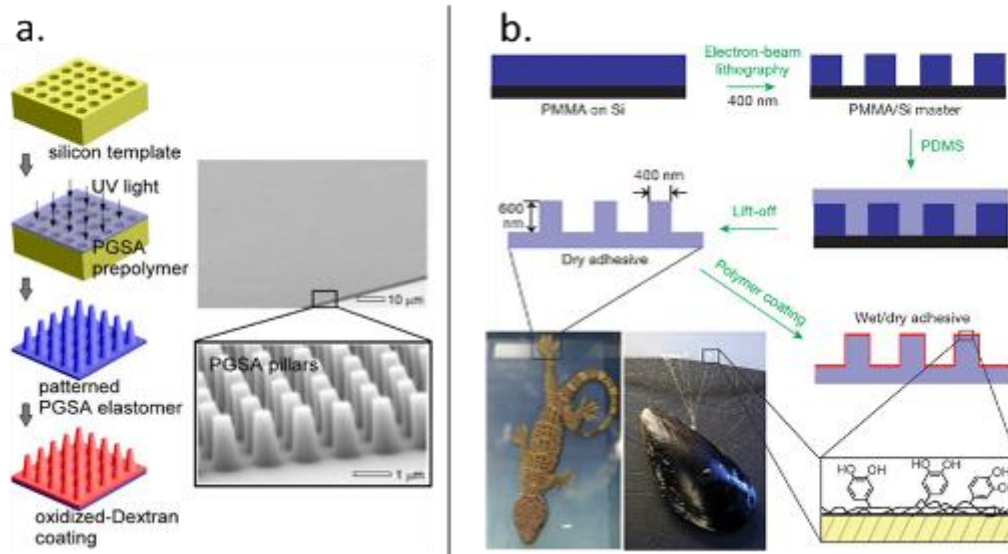 a.
silicon template
UV light
PGSA
prepolymer
patterned
PGSA elastomer
oxidized-Dextran
coating
10 μm
PGSA pillars
1 μm
b.
PMMA on Si
Electron-beam
lithography
400 nm
PMMA/Si master
PDMS
Lift-off
400 nm
600
nm
Dry adhesive
Polymer coating
Wet/dry adhesive
HO
OH
HO
OH